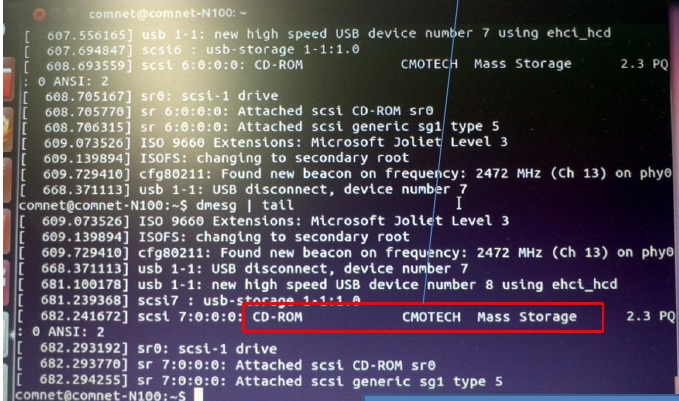 comnet@comnet-N100: ~
[  607.556165] usb 1-1: new high speed USB device number 7 using ehci_hcd
[  607.694847] scsi6 : usb-storage 1-1:1.0
[  608.693559] scsi 6:0:0:0: CD-ROM            CMOTECH  Mass Storage     2.3 PQ
: 0 ANSI: 2
[  608.705167] sr0: scsi-1 drive
[  608.705770] sr 6:0:0:0: Attached scsi CD-ROM sr0
[  608.706315] sr 6:0:0:0: Attached scsi generic sg1 type 5
[  609.073526] ISO 9660 Extensions: Microsoft Joliet Level 3
[  609.139894] ISOFS: changing to secondary root
[  609.729410] cfg80211: Found new beacon on frequency: 2472 MHz (Ch 13) on phy0
[  668.371113] usb 1-1: USB disconnect, device number 7
comnet@comnet-N100:~$ dmesg | tail
[  609.073526] ISO 9660 Extensions: Microsoft Joliet Level 3
[  609.139894] ISOFS: changing to secondary root
[  609.729410] cfg80211: Found new beacon on frequency: 2472 MHz (Ch 13) on phy0
[  668.371113] usb 1-1: USB disconnect, device number 7
[  681.100178] usb 1-1: new high speed USB device number 8 using ehci_hcd
[  681.239368] scsi7 : usb-storage 1-1:1.0
[  682.241672] scsi 7:0:0:0: CD-ROM            CMOTECH  Mass Storage     2.3 PQ
: 0 ANSI: 2
[  682.293192] sr0: scsi-1 drive
[  682.293770] sr 7:0:0:0: Attached scsi CD-ROM sr0
[  682.294255] sr 7:0:0:0: Attached scsi generic sg1 type 5
comnet@comnet-N100:~$